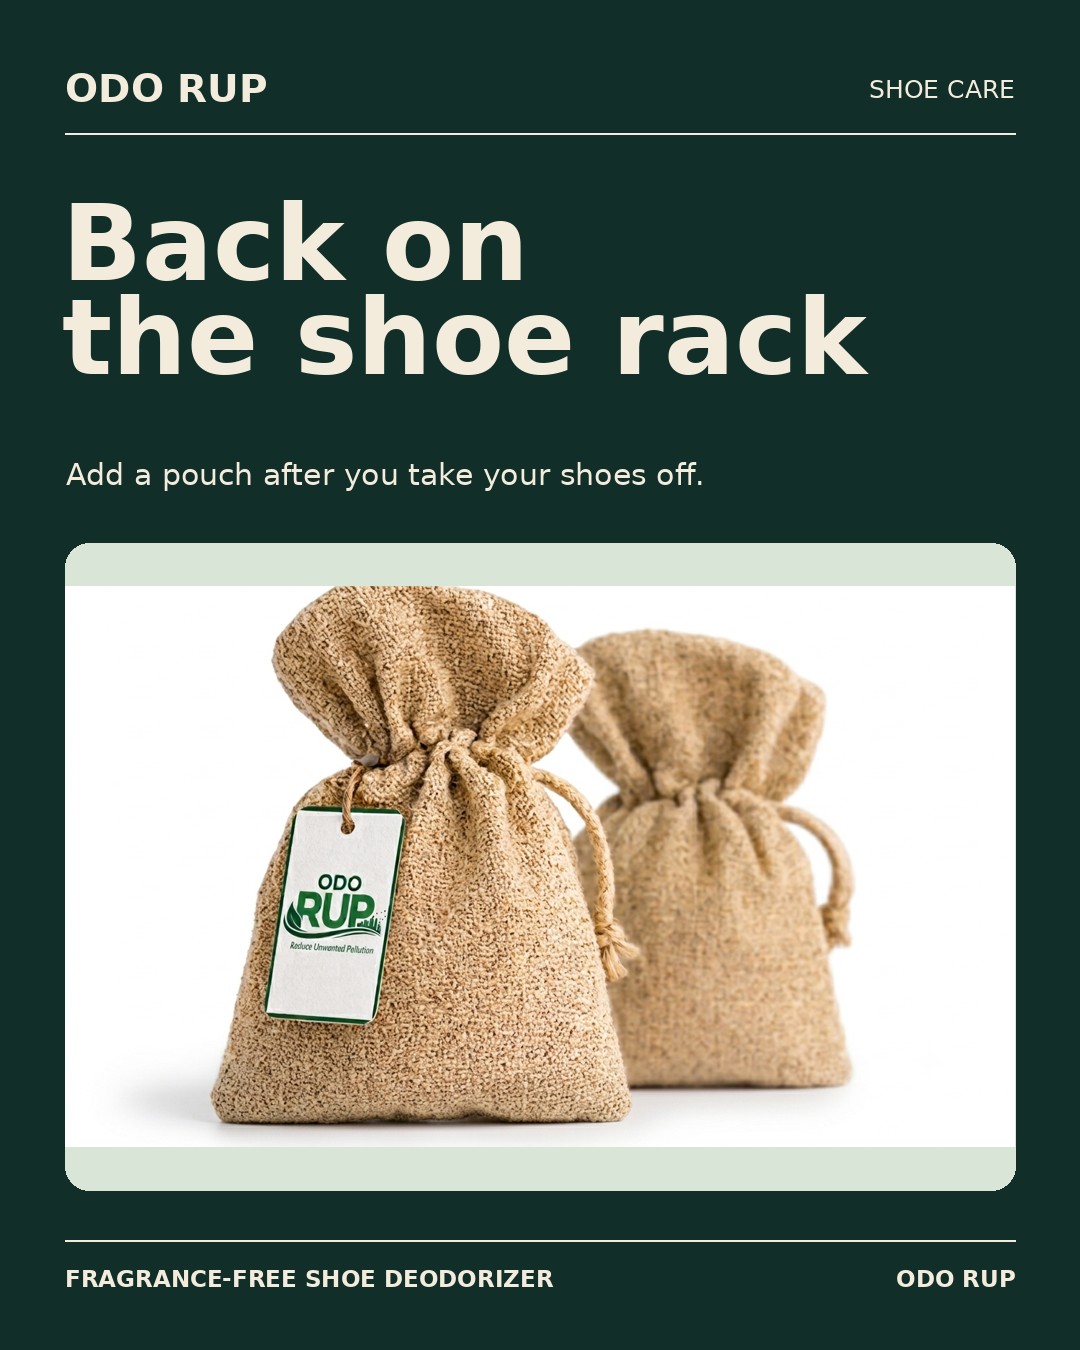 ODO RUP
SHOE CARE
Back on
the shoe rack
Add a pouch after you take your shoes off.
ODO
RUP
Reduce Unwanted Pollution
FRAGRANCE-FREE SHOE DEODORIZER
ODO RUP